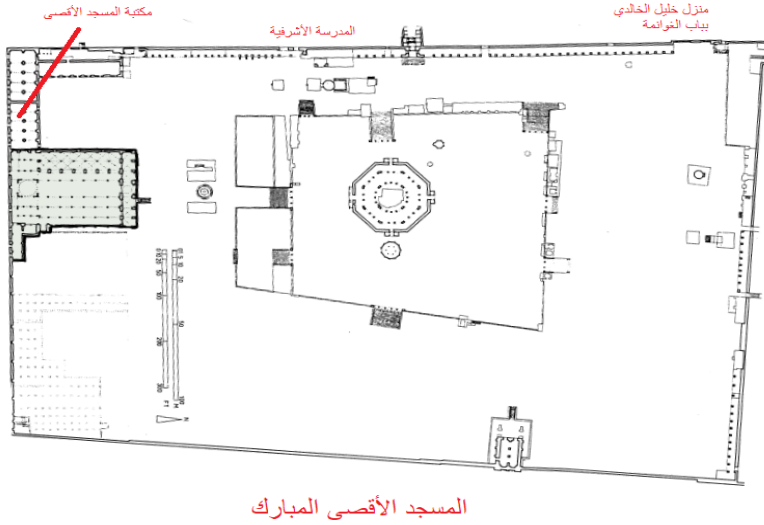 مكتبة المسجد الأقصى
المدرسة الأشرفية
منزل خليل الخالدي
بباب الغوانمة
المسجد الأقصى المبارك
N